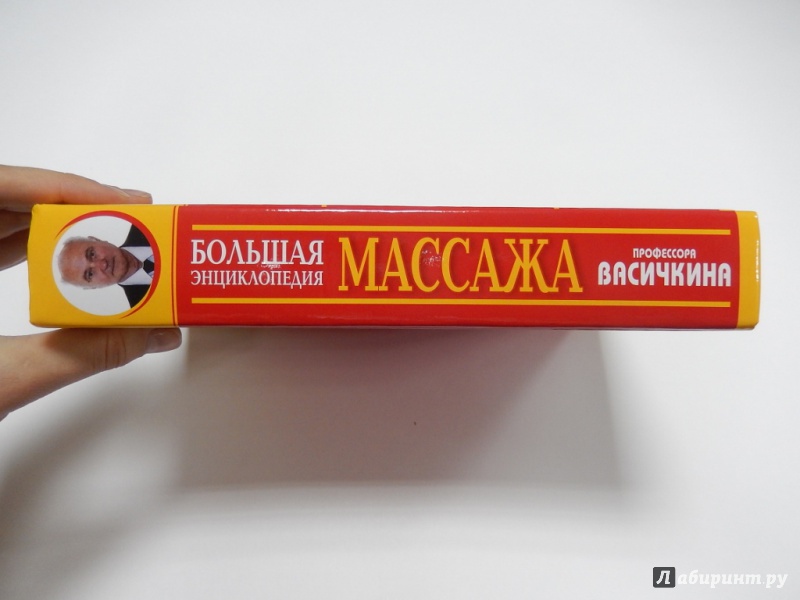 БОЛЬШАЯ
ЭНЦИКЛОПЕДИЯ
МАССАЖА
ПРОФЕССОРА
ВАСИЧКИНА
Лабиринт.ру